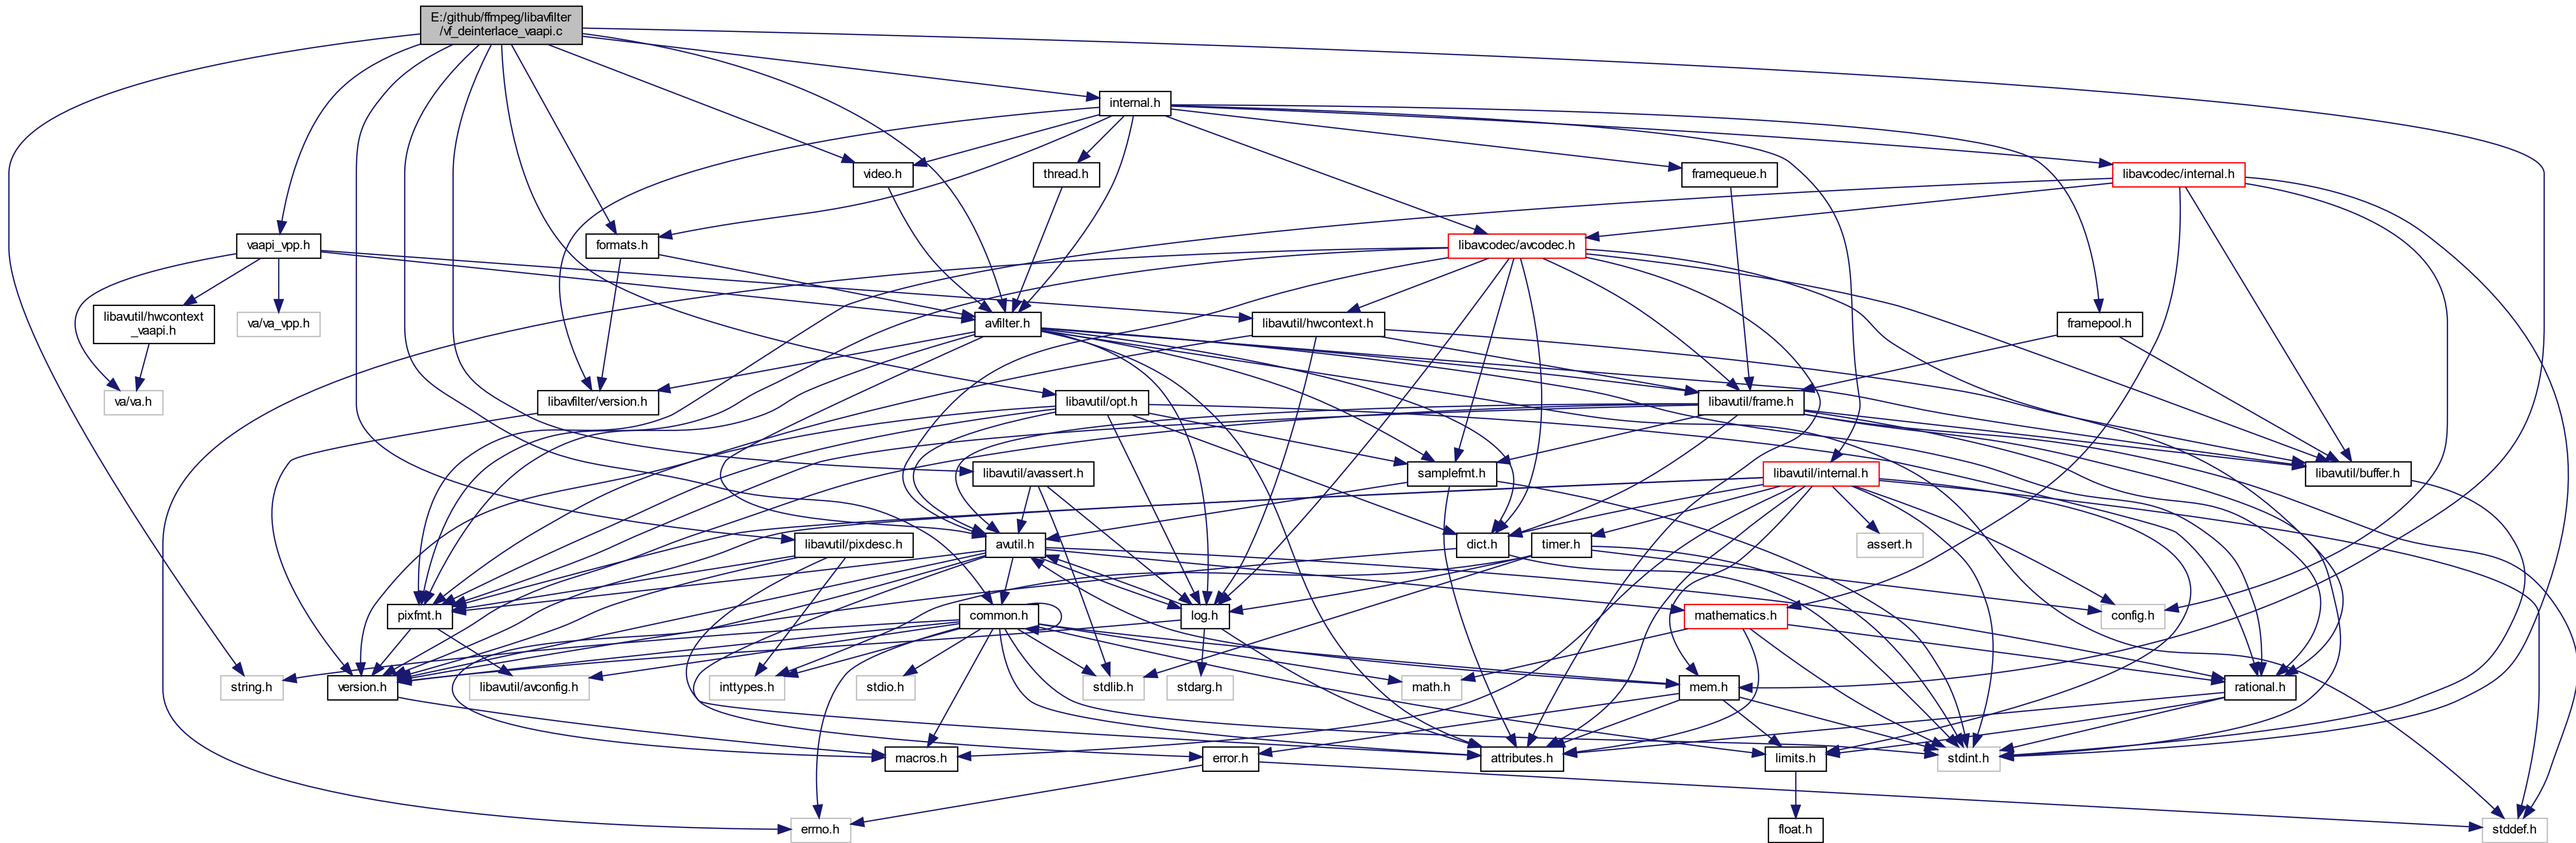 E:/github/ffmpeg/libavfilter
/vf_deinterlace_vaapi.c
internal.h
video.h
thread.h
framequeue.h
libavcodec/internal.h
vaapi_vpp.h
formats.h
libavcodec/avcodec.h
libavutil/hwcontext
_vaapi.h
va/va_vpp.h
avfilter.h
libavutil/hwcontext.h
framepool.h
va/va.h
libavfilter/version.h
libavutil/opt.h
libavutil/frame.h
libavutil/avassert.h
samplefmt.h
libavutil/internal.h
libavutil/buffer.h
libavutil/pixdesc.h
avutil.h
dict.h
timer.h
assert.h
pixfmt.h
common.h
log.h
mathematics.h
config.h
string.h
version.h
libavutil/avconfig.h
inttypes.h
stdio.h
stdlib.h
stdarg.h
math.h
mem.h
rational.h
macros.h
error.h
attributes.h
limits.h
stdint.h
errno.h
float.h
stddef.h